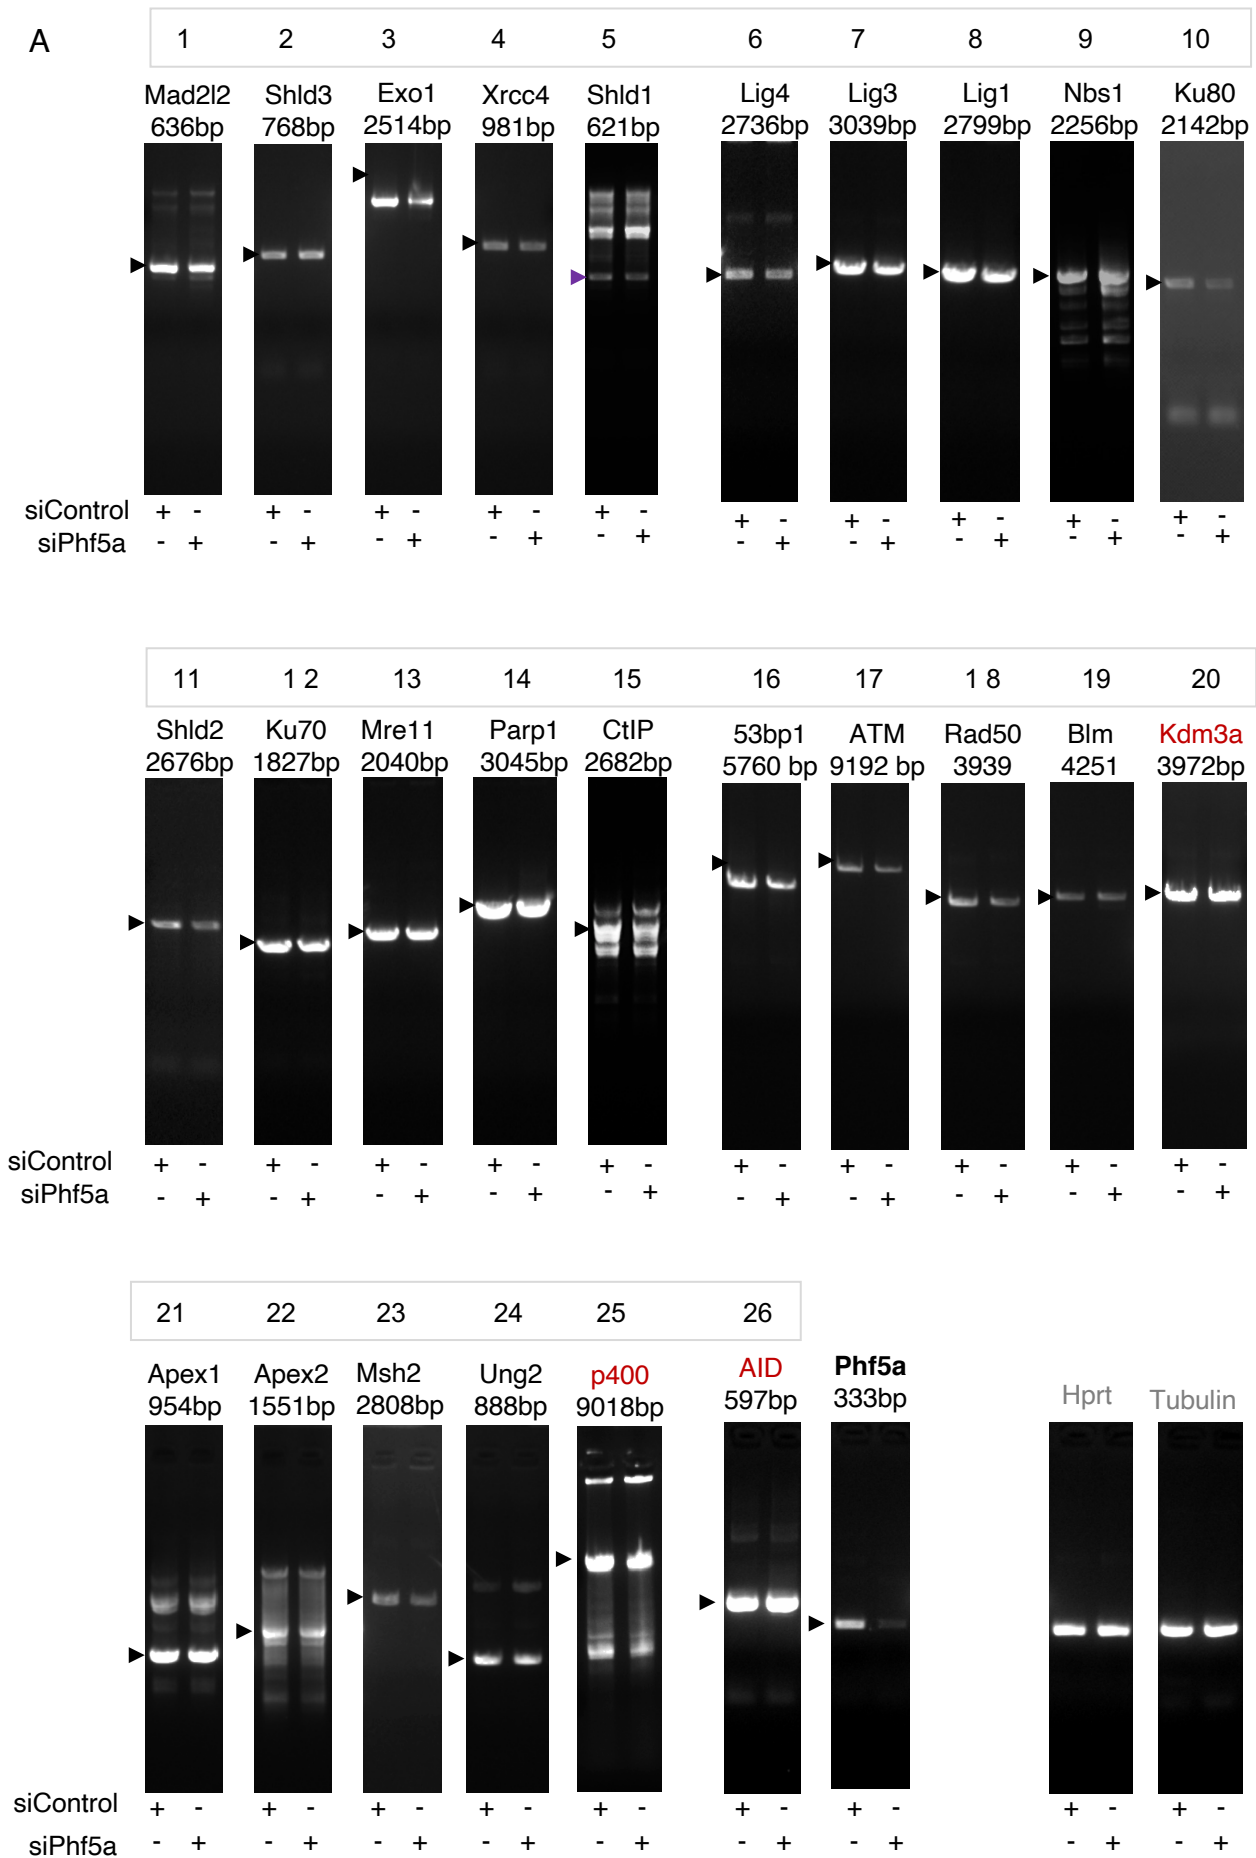 A
1 2 3 4 5 6 7 8 9 10
Mad2l2 Shld3 Exo1 Xrcc4 Shld1 Lig4 Lig3 Lig1 Nbs1 Ku80
636bp 768bp 2514bp 981bp 621bp 2736bp 3039bp 2799bp 2256bp 2142bp
siControl + - + - + - + - + - + - + - + - + - + -
siPhf5a - + - + - + - + - + - + - + - + - + - +
11 1 2 13 14 15 16 17 1 8 19 20
Shld2 Ku70 Mre11 Parp1 CtIP 53bp1 ATM Rad50 Blm Kdm3a
2676bp 1827bp 2040bp 3045bp 2682bp 5760 bp 9192 bp 3939 4251 3972bp
siControl + - + - + - + - + - + - + - + - + - + -
siPhf5a - + - + - + - + - + - + - + - + - + - +
21 22 23 24 25 26
Apex1 Apex2 Msh2 Ung2 p400 AID Phf5a Hprt Tubulin
954bp 1551bp 2808bp 888bp 9018bp 597bp 333bp
siControl + - + - + - + - + - + - + - + - + -
siPhf5a - + - + - + - + - + - + - + - + - +